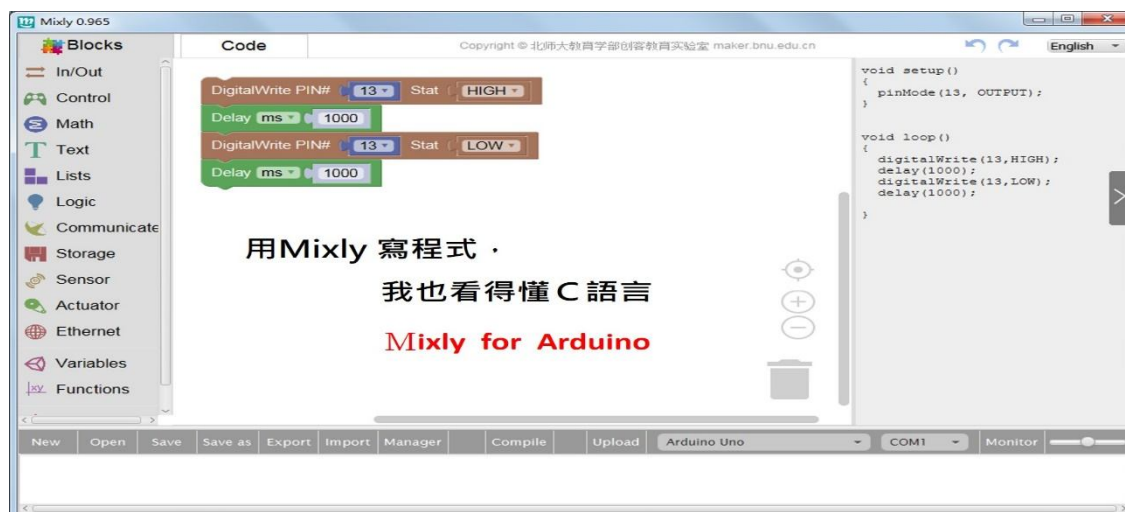 Mixly 0.965
Blocks
Code
Copyright © 北师大教育学部创客教育实验室 maker.bnu.edu.cn
English
In/Out
Control
Math
Text
Lists
Logic
Communicate
Storage
Sensor
Actuator
Ethernet
Variables
Functions
DigitalWrite PIN# 13 Stat HIGH
Delay ms 1000
DigitalWrite PIN# 13 Stat LOW
Delay ms 1000
用Mixly 寫程式，
我也看得懂C語言
Mixly for Arduino
void setup()
{
pinMode(13, OUTPUT);
}
void loop()
{
digitalWrite(13,HIGH);
delay(1000);
digitalWrite(13,LOW);
delay(1000);
}
New Open Save Save as Export Import Manager Compile Upload Arduino Uno COM1 Monitor